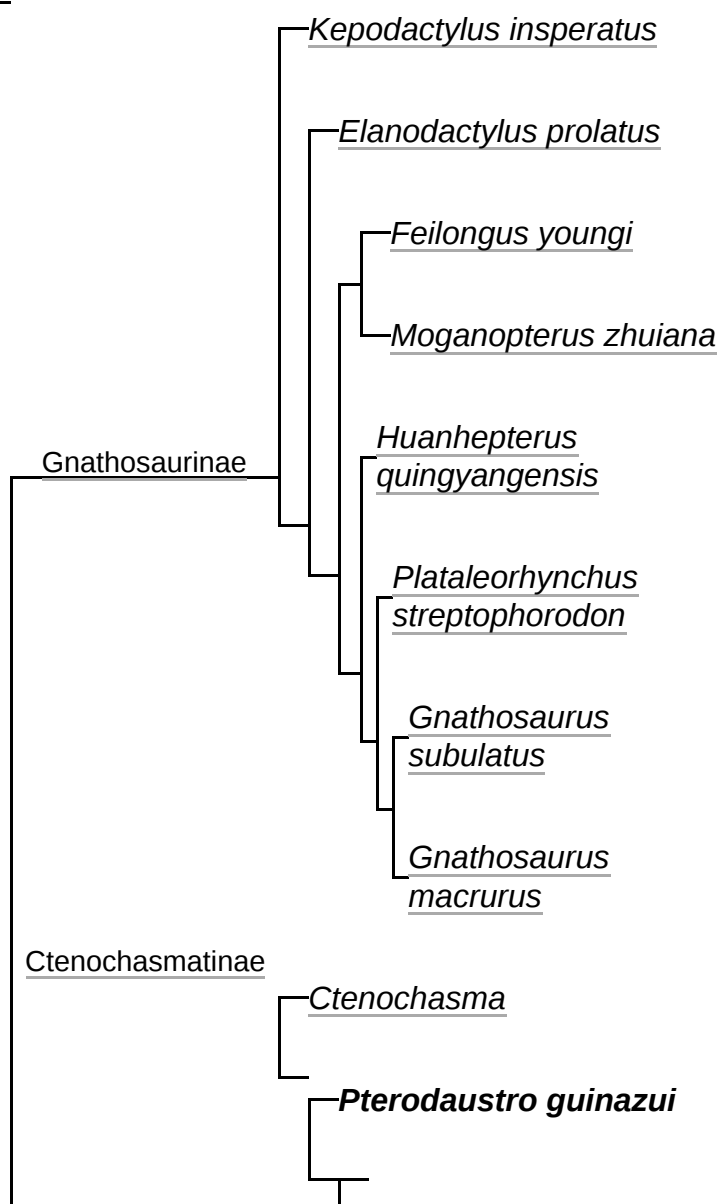 Kepodactylus insperatus
Elanodactylus prolatus
Feilongus youngi
Moganopterus zhuiana
Huanhepterus
quingyangensis
Gnathosaurinae
Plataleorhynchus
streptophorodon
Gnathosaurus
subulatus
Gnathosaurus
macrurus
Ctenochasmatinae
Ctenochasma
Pterodaustro guinazui